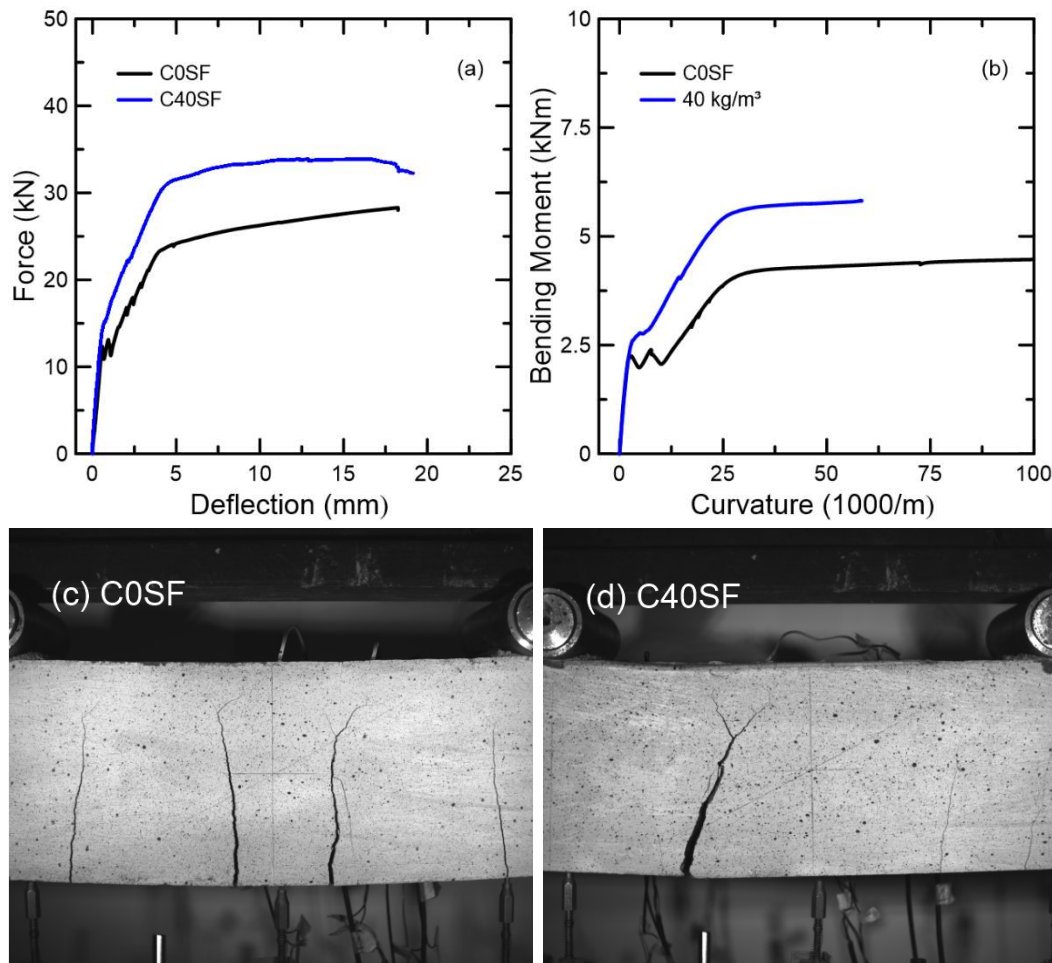 50
40
30
20
10
0
Force (kN)
C0SF
C40SF
(a)
0 5 10 15 20 25
Deflection (mm)
10
7.5
5
2.5
0
Bending Moment (kNm)
C0SF
40 kg/m³
(b)
0 25 50 75 100
Curvature (1000/m)
(c) C0SF
(d) C40SF